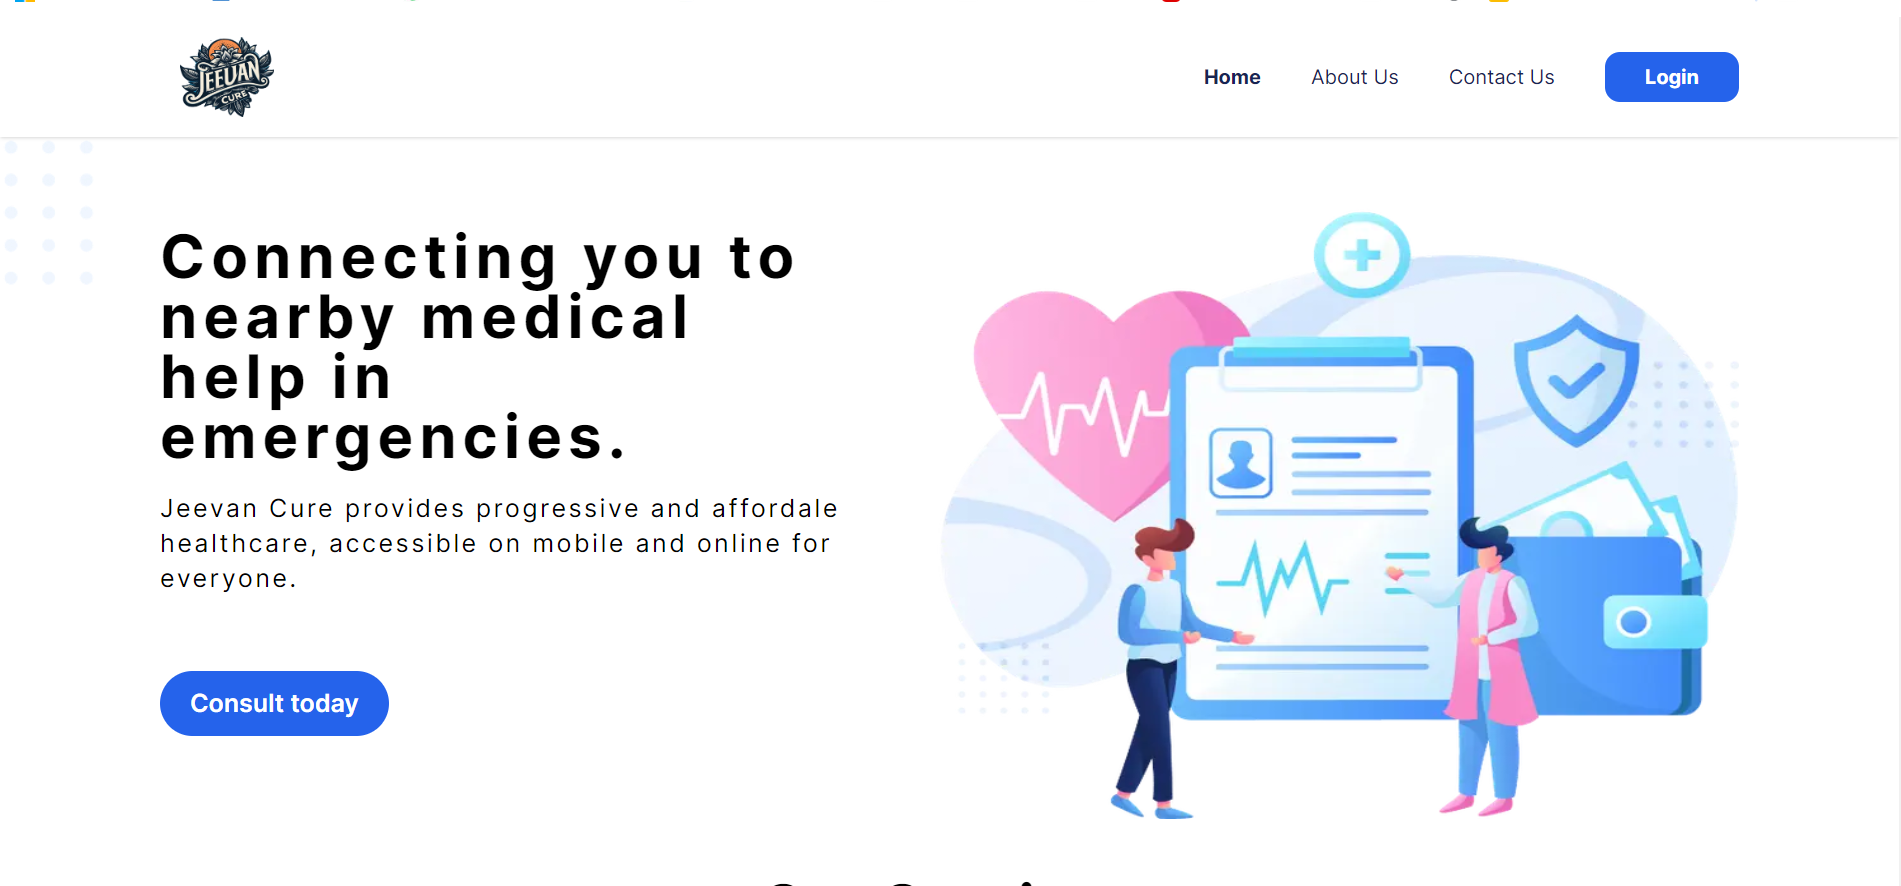 JEEVAN
CURE
Home
About Us
Contact Us
Login
Connecting you to
nearby medical
help in
emergencies.
Jeevan Cure provides progressive and affordale
healthcare, accessible on mobile and online for
everyone.
Consult today